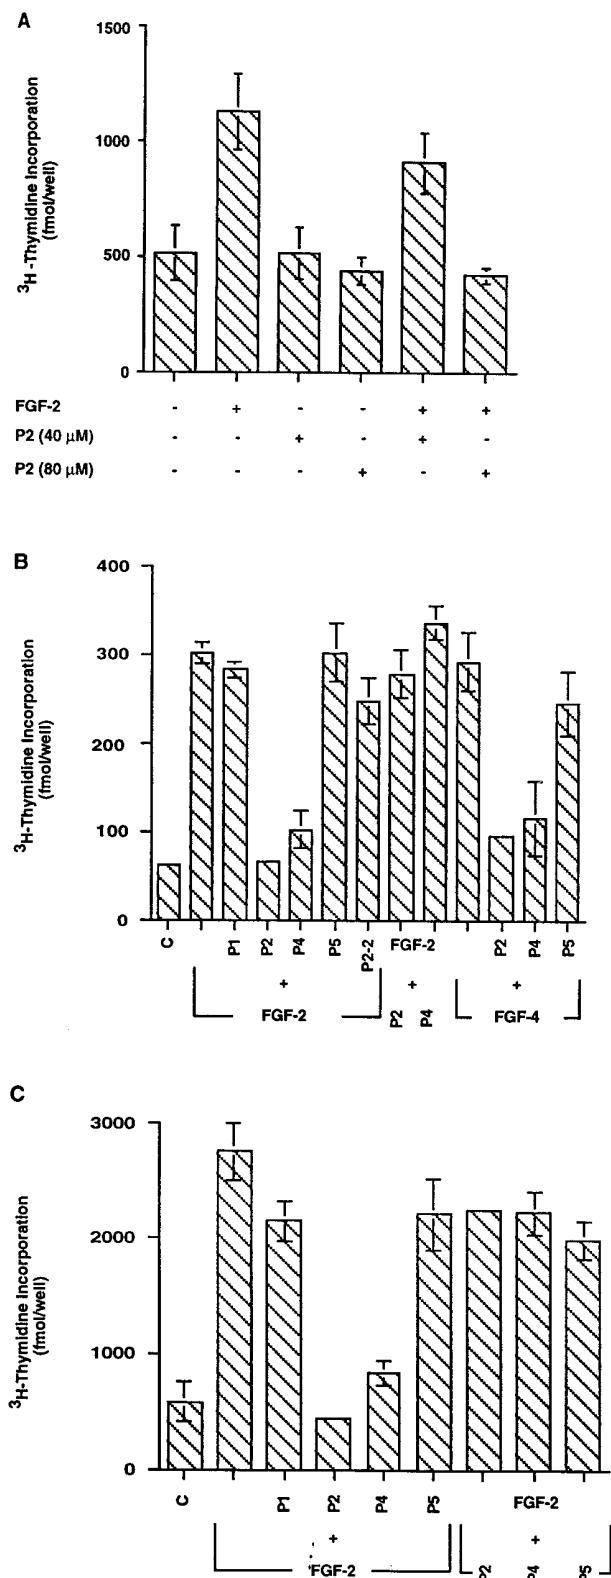 A
1500
1000
500
0
³H -Thymidine Incorporation
(fmol/well)
FGF-2 - + - - + +
P2 (40 μM) - - + - + -
P2 (80 μM) - - - + - +
B
400
300
200
100
0
³H-Thymidine Incorporation
(fmol/well)
C - P1 P2 P4 P5 P2-2 FGF-2 - P2 P4 P5
+ + +
FGF-2 P2 P4 FGF-4
C
3000
2000
1000
0
³H-Thymidine Incorporation
(fmol/well)
C - P1 P2 P4 P5 FGF-2
+ +
FGF-2 P2 P4 P5